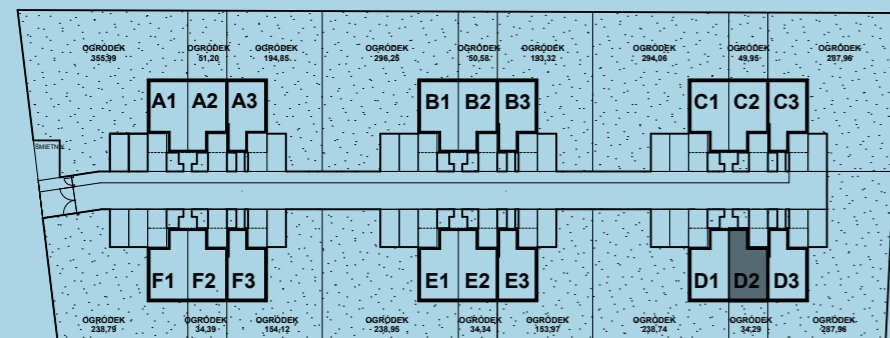 OGRÓDEK OGRÓDEK OGRÓDEK OGRÓDEK OGRÓDEK OGRÓDEK OGRÓDEK OGRÓDEK OGRÓDEK
355,99 51,20 194,85 296,25 50,58 193,32 294,06 49,95 287,96
A1 A2 A3 B1 B2 B3 C1 C2 C3
ŚMIETNIK
F1 F2 F3 E1 E2 E3 D1 D2 D3
OGRÓDEK OGRÓDEK OGRÓDEK OGRÓDEK OGRÓDEK OGRÓDEK OGRÓDEK OGRÓDEK OGRÓDEK
238,79 34,39 154,12 238,95 34,34 153,97 238,74 34,29 287,96